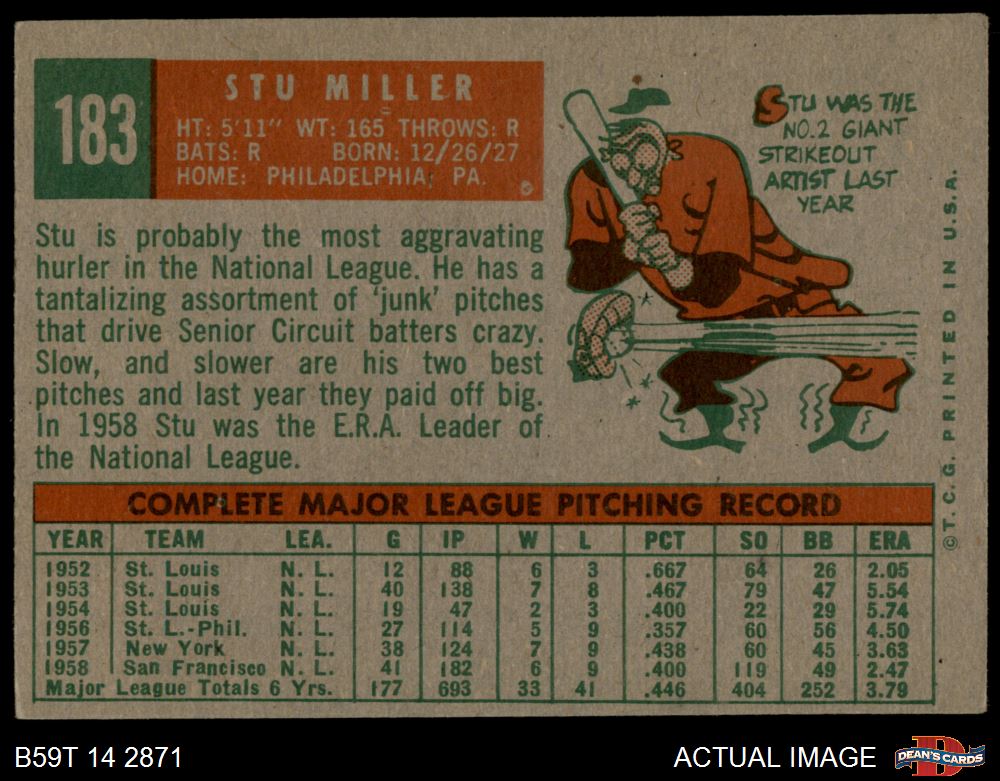 183
STU MILLER
HT: 5'11" WT: 165 THROWS: R
BATS: R BORN: 12/26/27
HOME: PHILADELPHIA, PA.
STU WAS THE
NO. 2 GIANT
STRIKEOUT
ARTIST LAST
YEAR
Stu is probably the most aggravating
hurler in the National League. He has a
tantalizing assortment of 'junk' pitches
that drive Senior Circuit batters crazy.
Slow, and slower are his two best
pitches and last year they paid off big.
In 1958 Stu was the E.R.A. Leader of
the National League.
COMPLETE MAJOR LEAGUE PITCHING RECORD
YEAR TEAM LEA. G IP W L PCT SO BB ERA
1952 St. Louis N. L. 12 88 6 3 .667 64 26 2.05
1953 St. Louis N. L. 40 138 7 8 .467 79 47 5.54
1954 St. Louis N. L. 19 47 2 3 .400 22 29 5.74
1956 St. L.-Phil. N. L. 27 114 5 9 .357 60 56 4.50
1957 New York N. L. 38 124 7 9 .438 60 45 3.63
1958 San Francisco N. L. 41 182 6 9 .400 119 49 2.47
Major League Totals 6 Yrs. 177 693 33 41 .446 404 252 3.79
© T. C. G. PRINTED IN U.S.A.
B59T 14 2871
ACTUAL IMAGE
D
DEAN'S CARDS